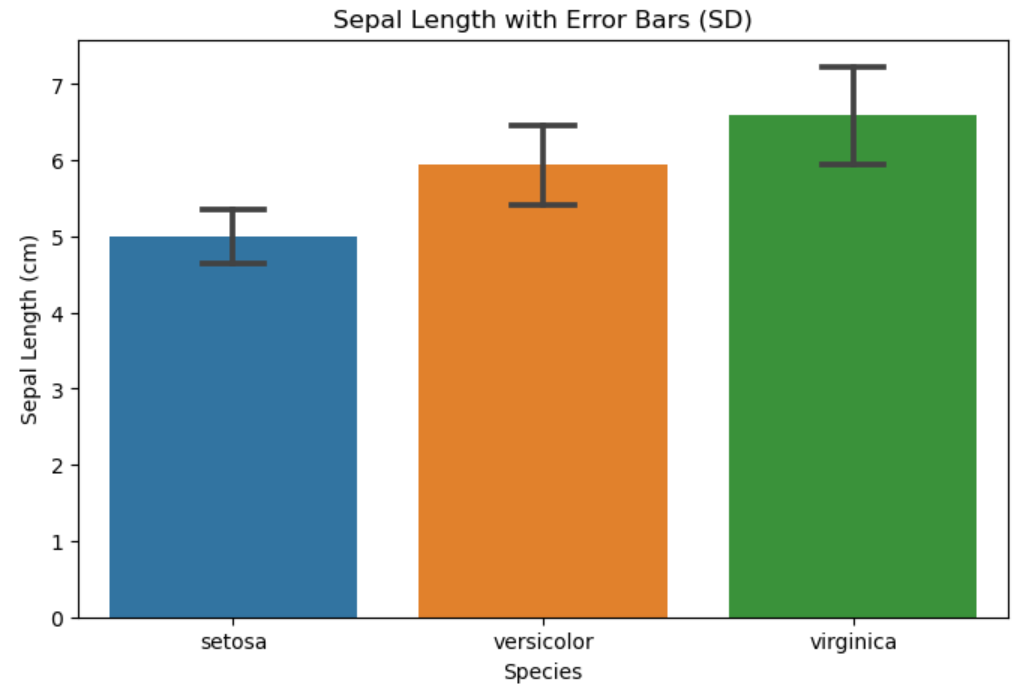 Sepal Length with Error Bars (SD)
Sepal Length (cm)
7
6
5
4
3
2
1
0
setosa versicolor virginica
Species